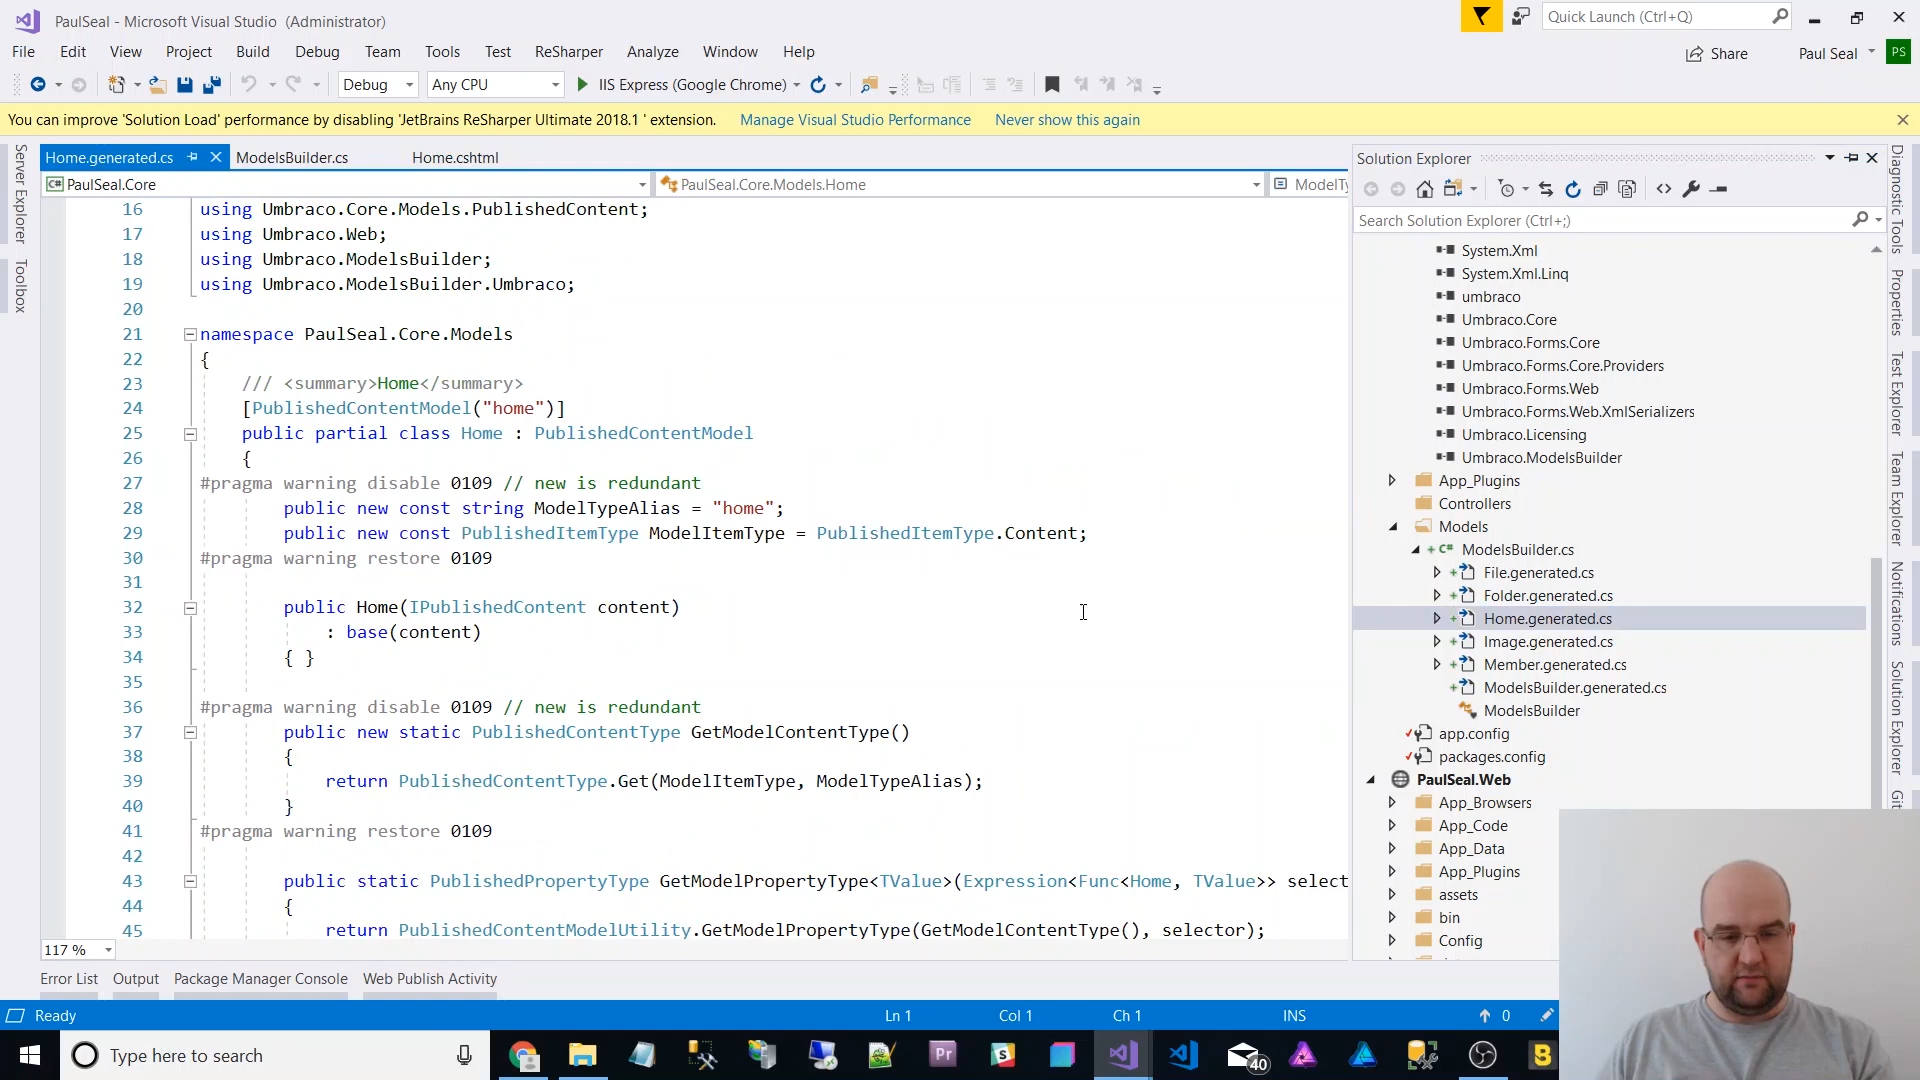 PaulSeal - Microsoft Visual Studio (Administrator)
Quick Launch (Ctrl+Q)
File Edit View Project Build Debug Team Tools Test ReSharper Analyze Window Help
Share Paul Seal PS
Debug Any CPU IIS Express (Google Chrome)
You can improve 'Solution Load' performance by disabling 'JetBrains ReSharper Ultimate 2018.1 ' extension. Manage Visual Studio Performance Never show this again
Server Explorer
Toolbox
Home.generated.cs ModelsBuilder.cs Home.cshtml
C# PaulSeal.Core PaulSeal.Core.Models.Home ModelTy
16 using Umbraco.Core.Models.PublishedContent;
17 using Umbraco.Web;
18 using Umbraco.ModelsBuilder;
19 using Umbraco.ModelsBuilder.Umbraco;
20
21 namespace PaulSeal.Core.Models
22 {
23 /// <summary>Home</summary>
24 [PublishedContentModel("home")]
25 public partial class Home : PublishedContentModel
26 {
27 #pragma warning disable 0109 // new is redundant
28 public new const string ModelTypeAlias = "home";
29 public new const PublishedItemType ModelItemType = PublishedItemType.Content;
30 #pragma warning restore 0109
31
32 public Home(IPublishedContent content)
33 : base(content)
34 { }
35
36 #pragma warning disable 0109 // new is redundant
37 public new static PublishedContentType GetModelContentType()
38 {
39 return PublishedContentType.Get(ModelItemType, ModelTypeAlias);
40 }
41 #pragma warning restore 0109
42
43 public static PublishedPropertyType GetModelPropertyType<TValue>(Expression<Func<Home, TValue>> select
44 {
45 return PublishedContentModelUtility.GetModelPropertyType(GetModelContentType(), selector);
117 %
Solution Explorer
Search Solution Explorer (Ctrl+;)
System.Xml
System.Xml.Linq
umbraco
Umbraco.Core
Umbraco.Forms.Core
Umbraco.Forms.Core.Providers
Umbraco.Forms.Web
Umbraco.Forms.Web.XmlSerializers
Umbraco.Licensing
Umbraco.ModelsBuilder
App_Plugins
Controllers
Models
C# ModelsBuilder.cs
File.generated.cs
Folder.generated.cs
Home.generated.cs
Image.generated.cs
Member.generated.cs
ModelsBuilder.generated.cs
ModelsBuilder
app.config
packages.config
PaulSeal.Web
App_Browsers
App_Code
App_Data
App_Plugins
assets
bin
Config
Diagnostic Tools
Properties
Test Explorer
Team Explorer
Notifications
Solution Explorer
Git
Error List Output Package Manager Console Web Publish Activity
Ready Ln 1 Col 1 Ch 1 INS 0
Type here to search
Pr
S
40
B